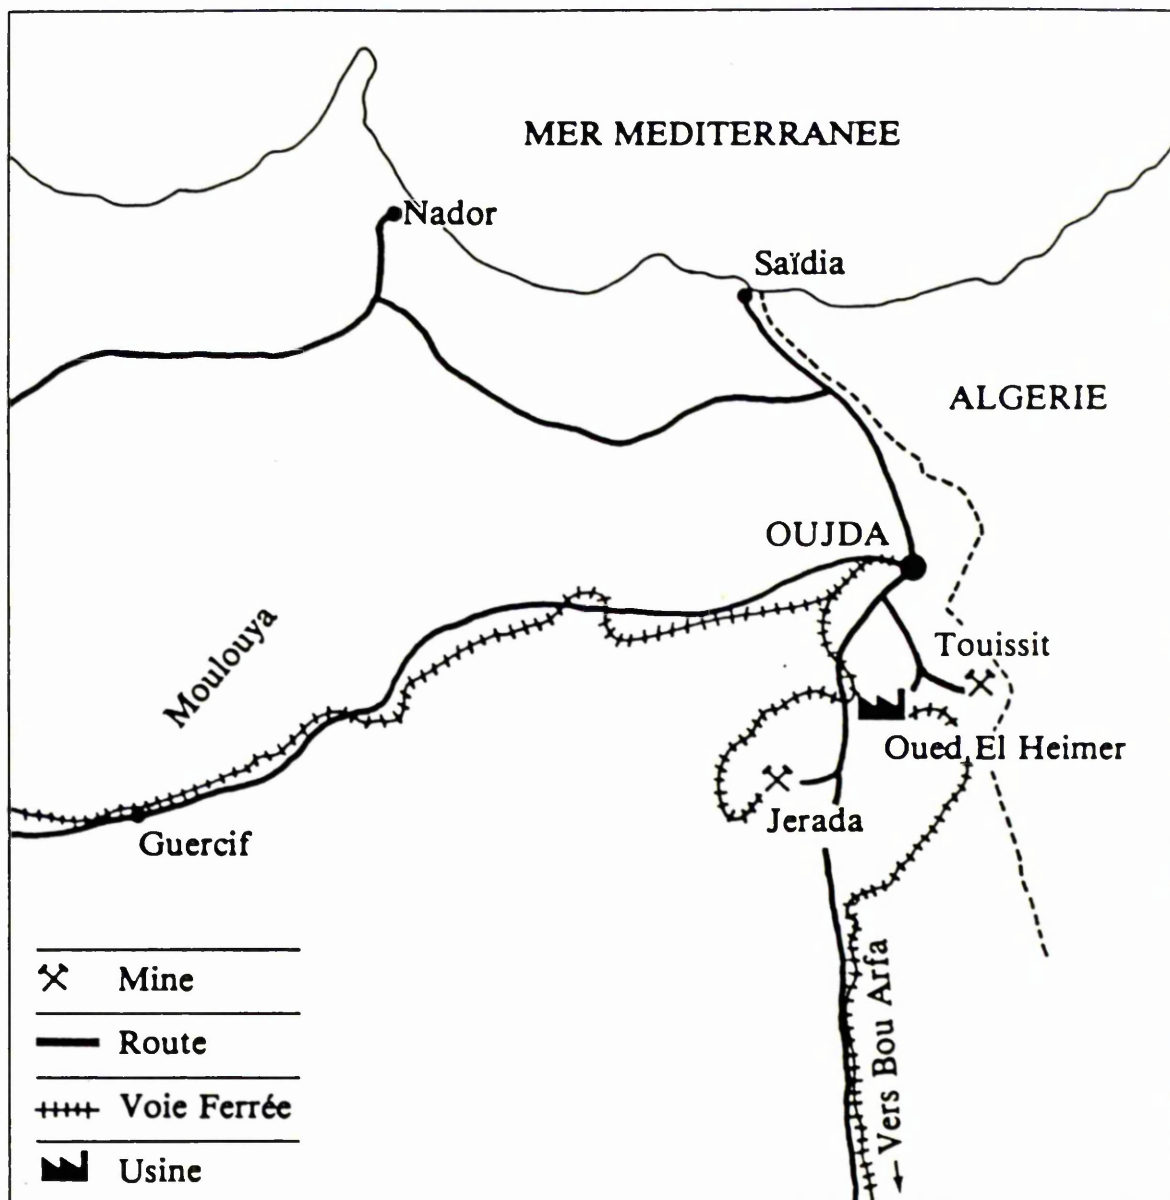 MER MEDITERRANEE
Nador
Saïdia
ALGERIE
OUJDA
Moulouya
Touissit
Oued El Heimer
Jerada
Guercif
Vers Bou Arfa
Mine
Route
Voie Ferrée
Usine